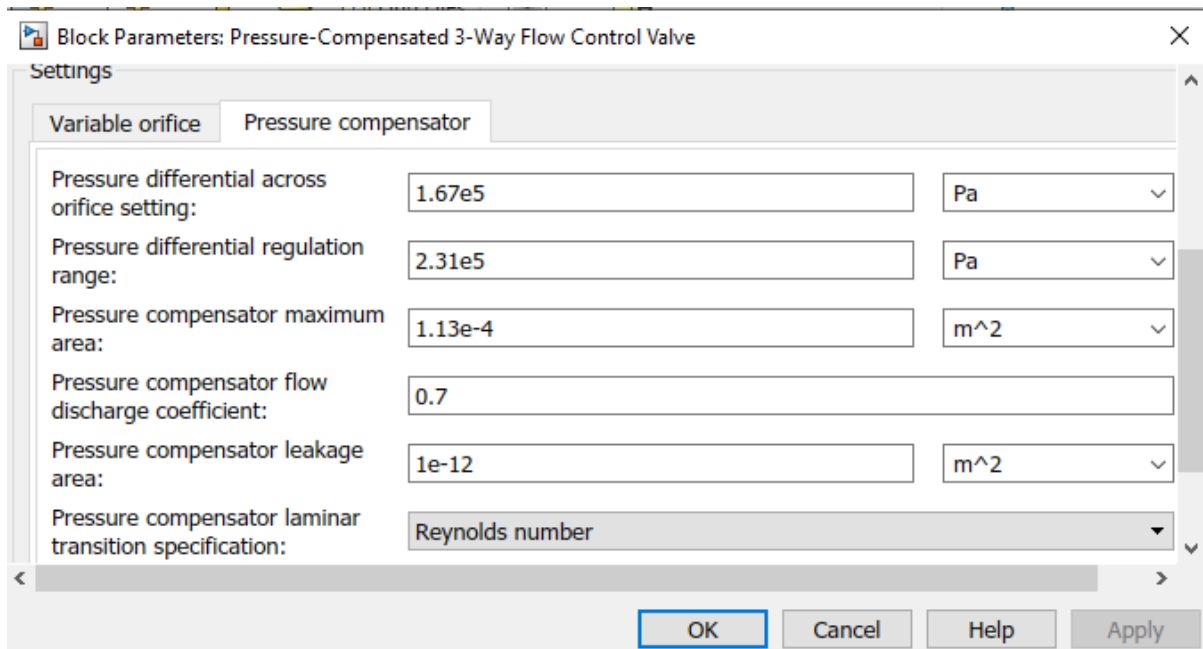 Block Parameters: Pressure-Compensated 3-Way Flow Control Valve
Settings
Variable orifice
Pressure compensator
Pressure differential across
orifice setting:
1.67e5
Pa
Pressure differential regulation
range:
2.31e5
Pa
Pressure compensator maximum
area:
1.13e-4
m^2
Pressure compensator flow
discharge coefficient:
0.7
Pressure compensator leakage
area:
1e-12
m^2
Pressure compensator laminar
transition specification:
Reynolds number
OK
Cancel
Help
Apply